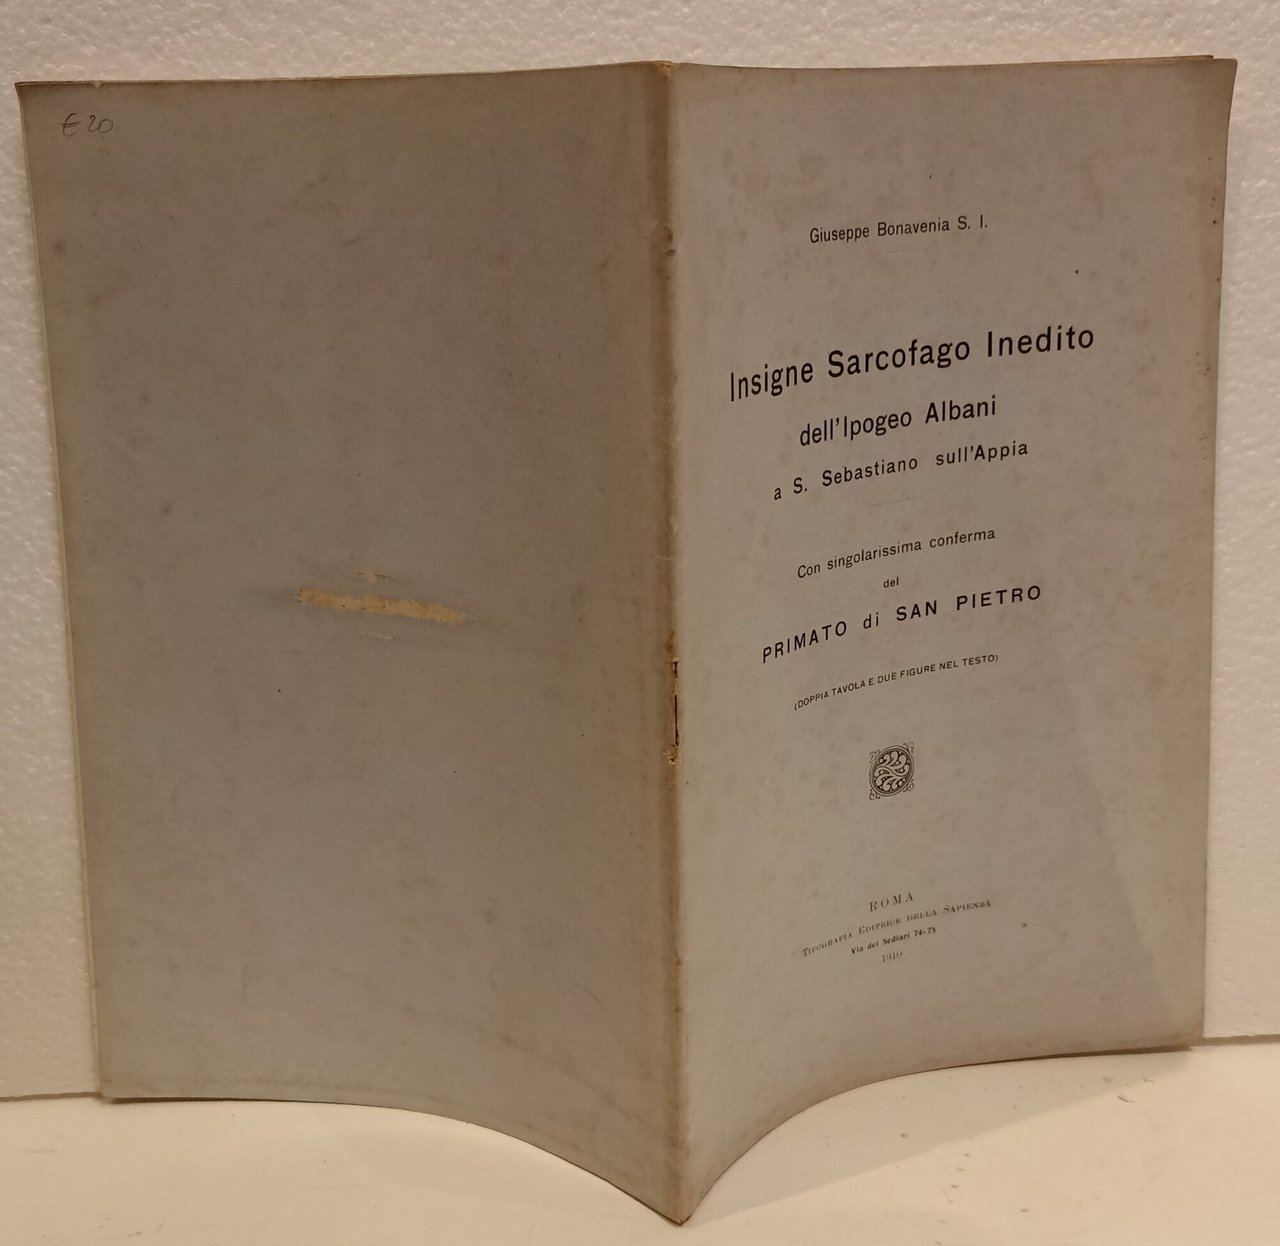 € 20
Giuseppe Bonavenia S. I.
Insigne Sarcofago Inedito
dell'Ipogeo Albani
a S. Sebastiano sull'Appia
Con singolarissima conferma
del
PRIMATO di SAN PIETRO
(DOPPIA TAVOLA E DUE FIGURE NEL TESTO)
ROMA
TIPOGRAFIA EDITRICE DELLA SAPIENZA
Via dei Sediari 74-75
1910